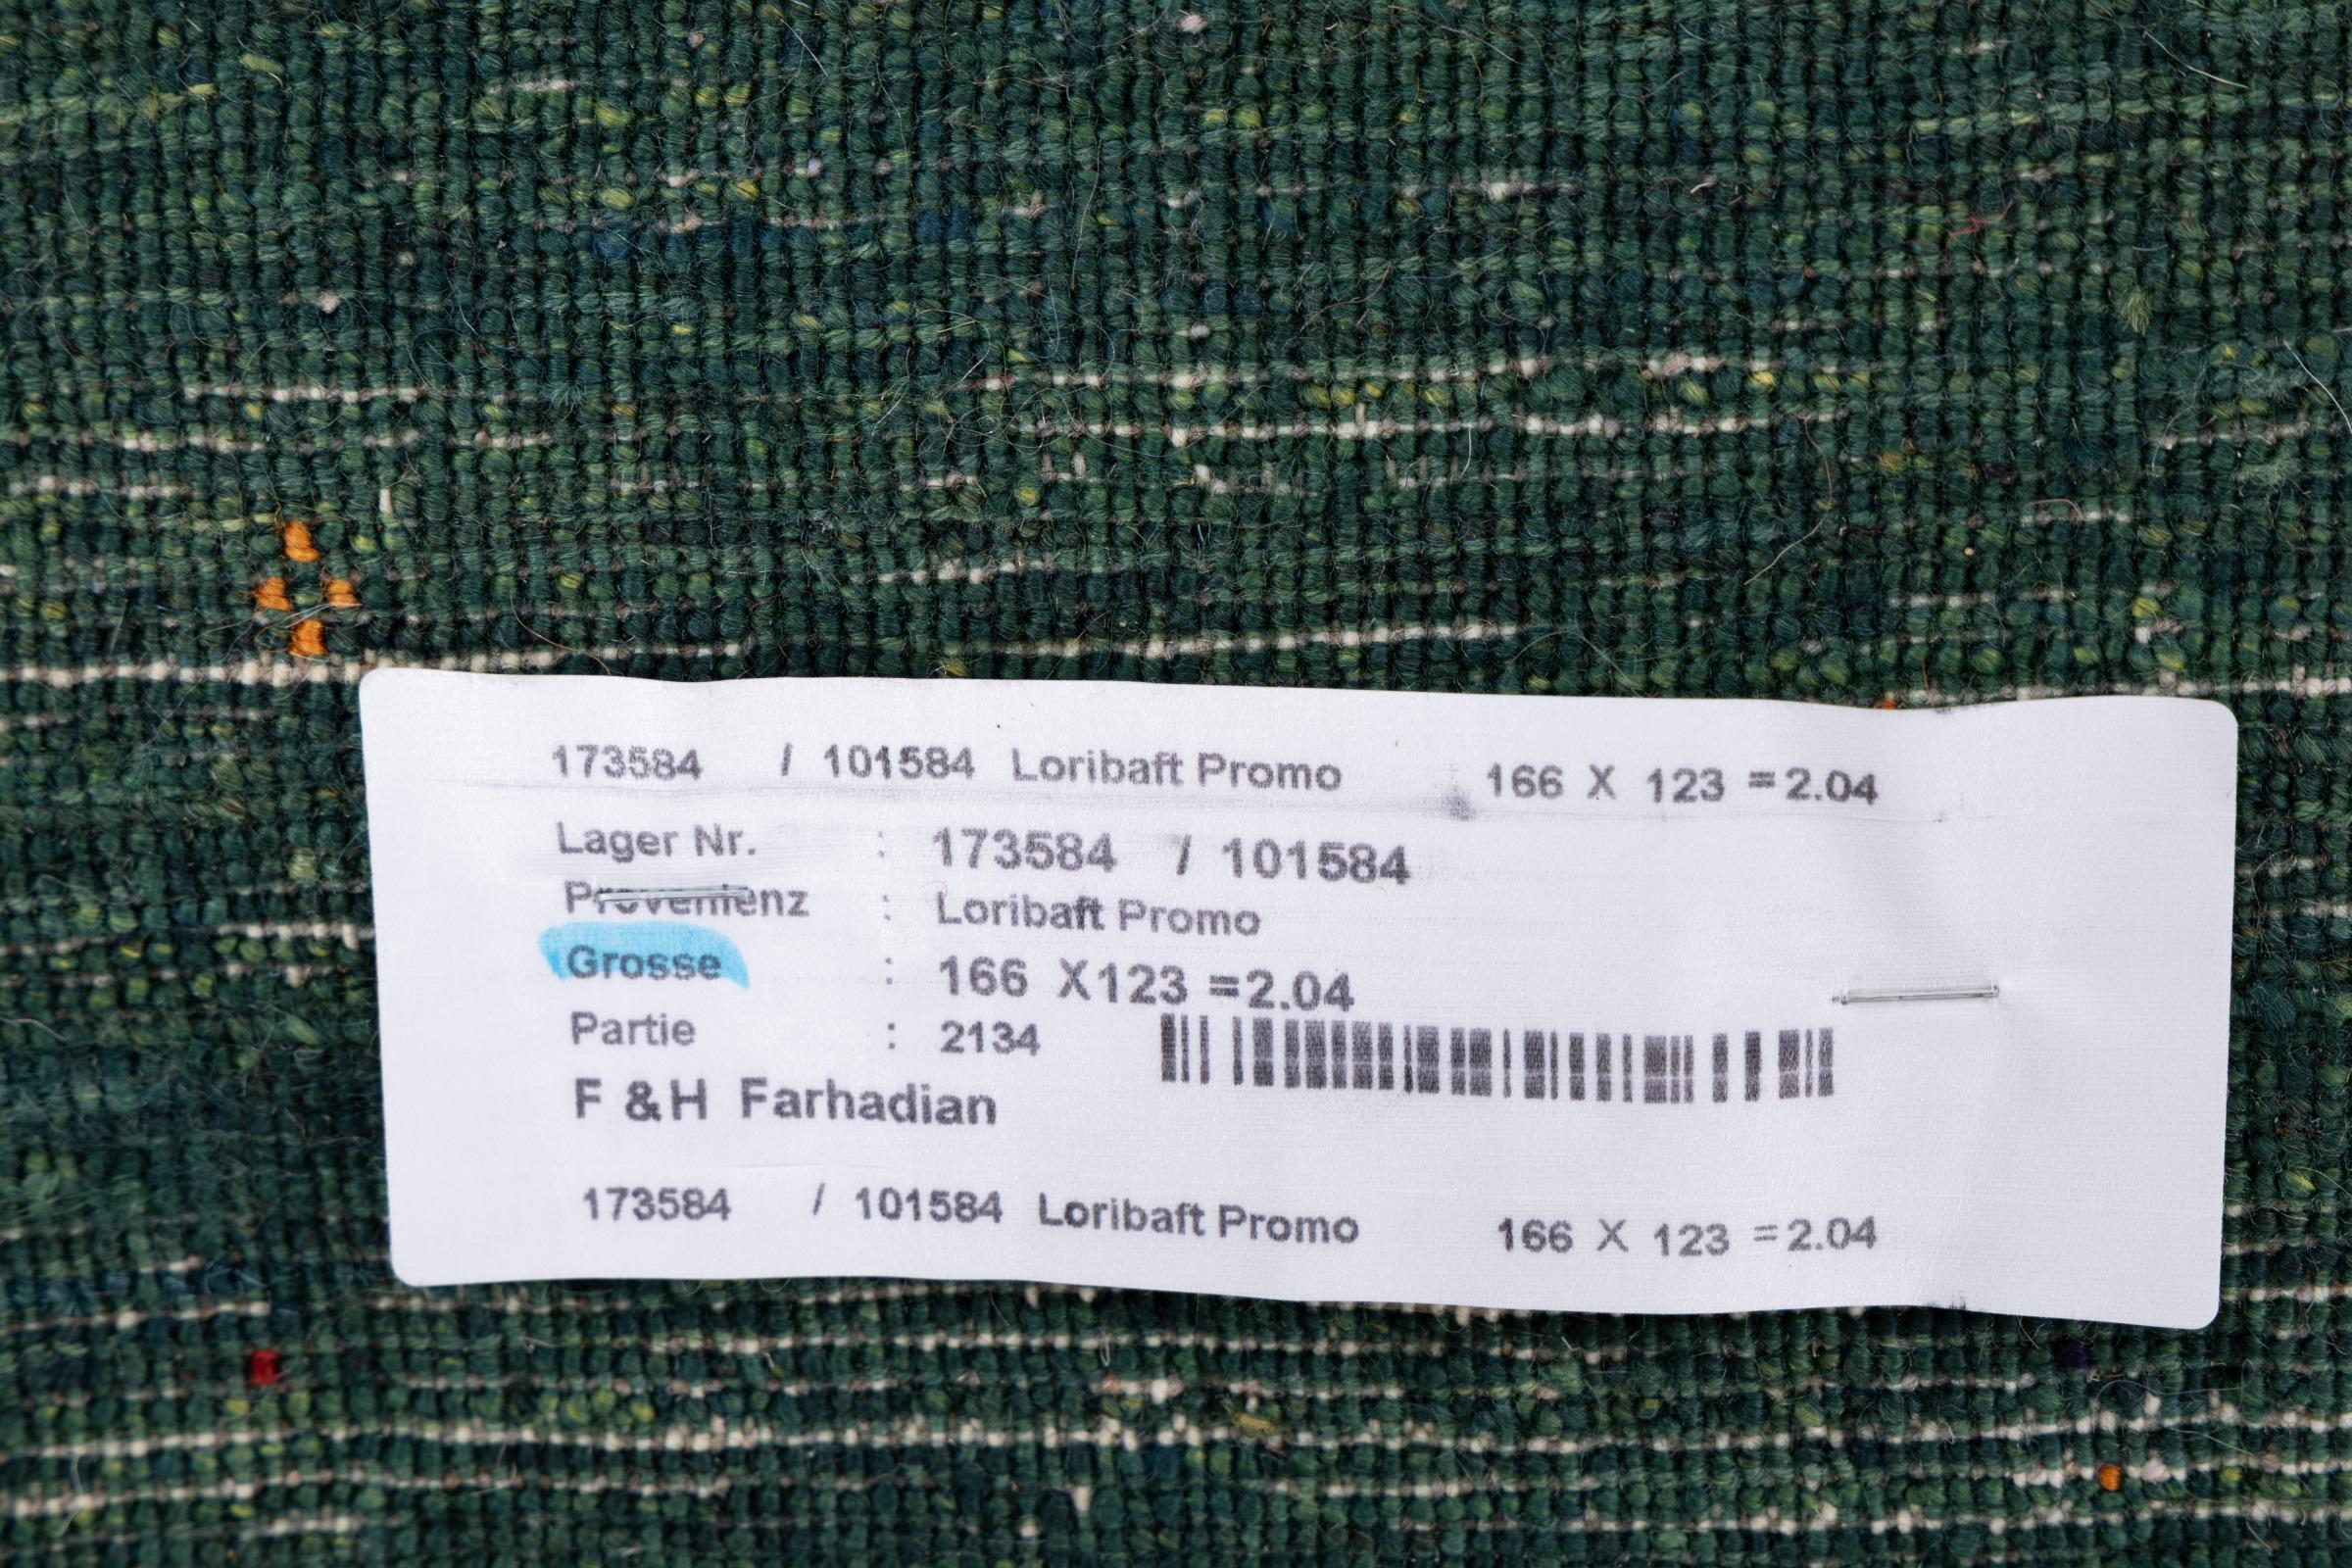 173584 / 101584 Loribaft Promo 166 X 123 =2.04
Lager Nr. : 173584 / 101584
Provenienz : Loribaft Promo
Grosse : 166 X123 =2.04
Partie : 2134
F &H Farhadian
173584 / 101584 Loribaft Promo 166 X 123 =2.04